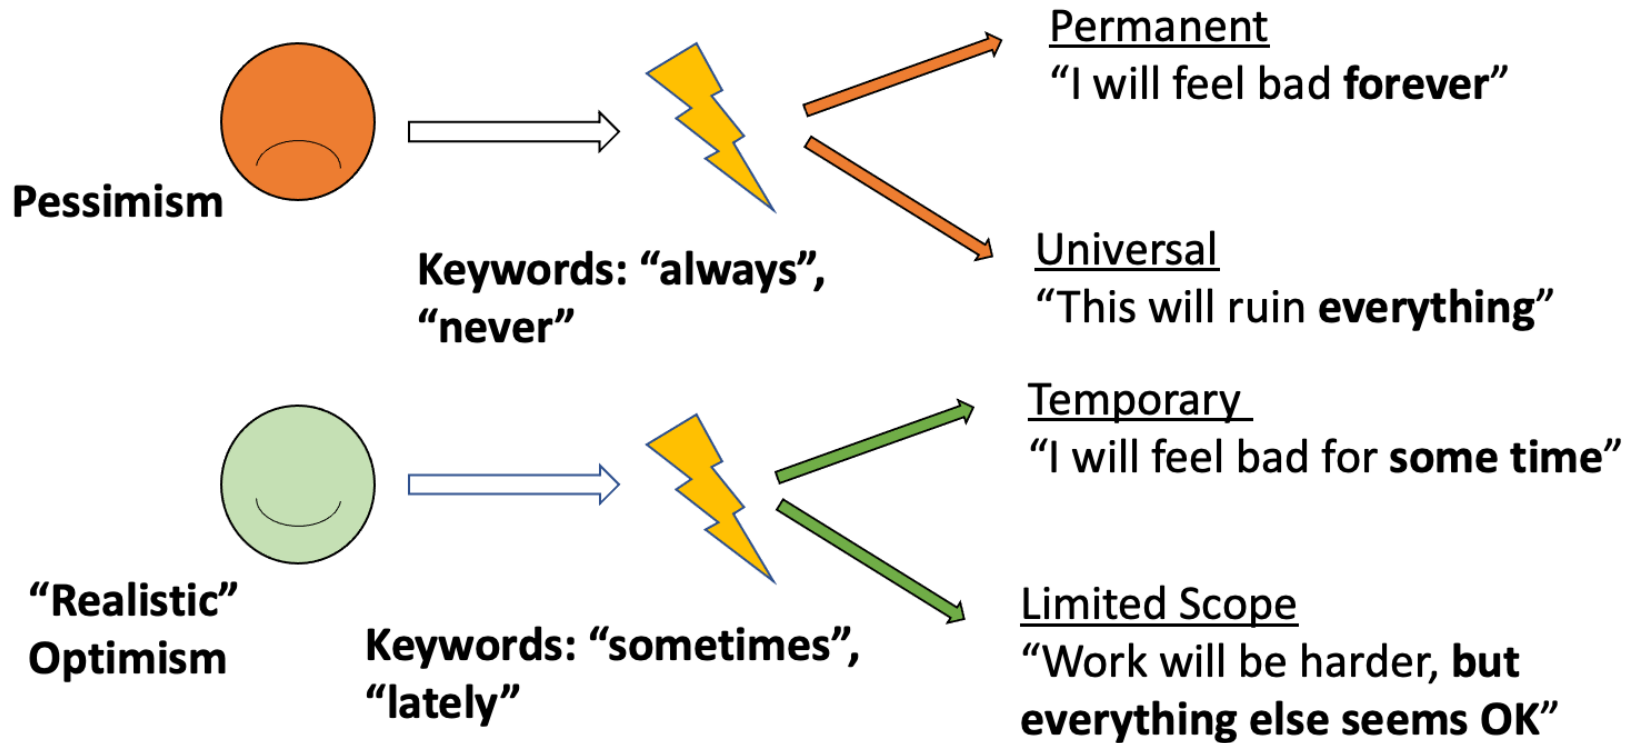 Permanent
“I will feel bad forever”
Pessimism
Universal
“This will ruin everything”
Keywords: “always”,
“never”
Temporary
“I will feel bad for some time”
“Realistic”
Optimism
Keywords: “sometimes”,
“lately”
Limited Scope
“Work will be harder, but
everything else seems OK”